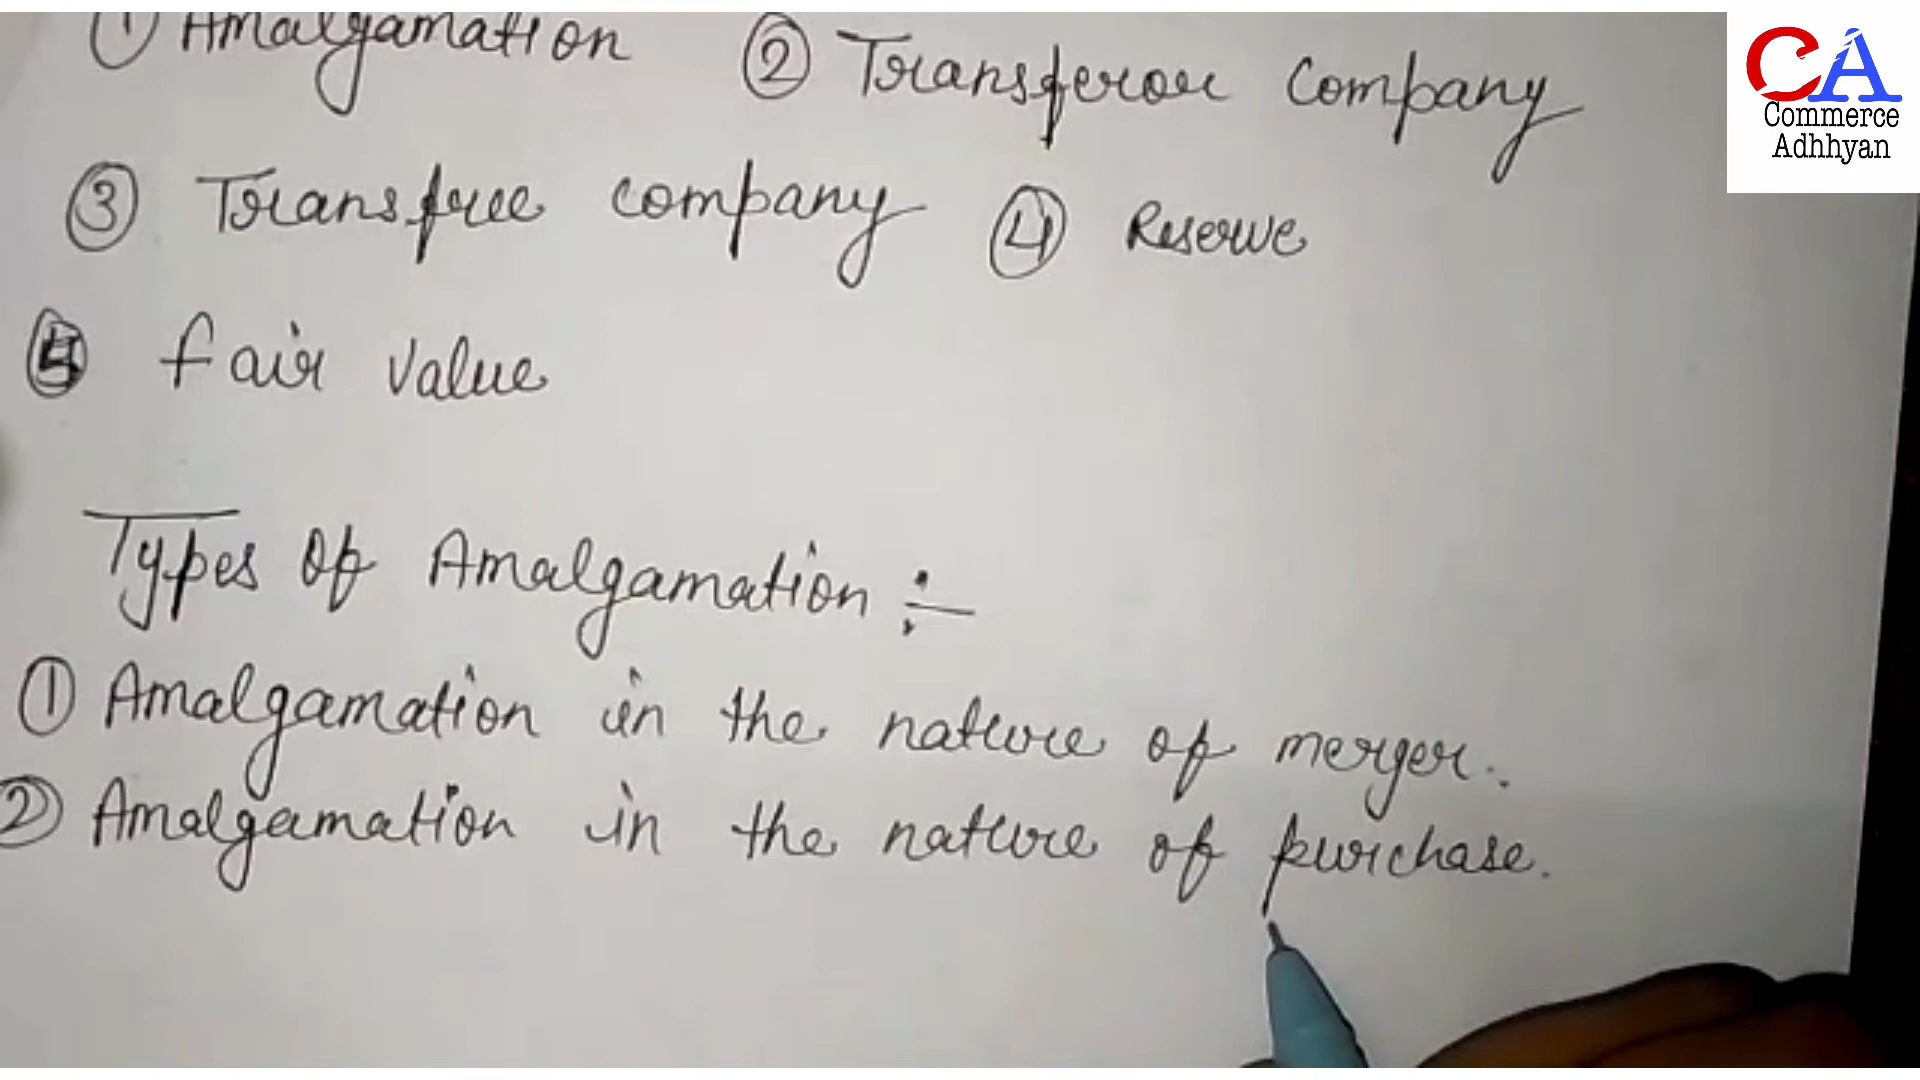 ① Amalgamation ② Transferor Company
③ Transfree company ④ Reserve
5 fair value
Types of Amalgamation :-
① Amalgamation in the nature of merger.
② Amalgamation in the nature of purchase.
CA
Commerce
Adhhyan